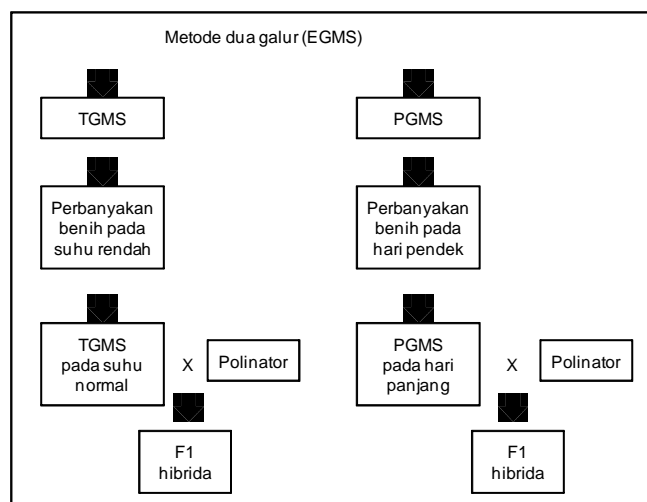 Metode dua galur (EGMS)
TGMS
Perbanyakan
benih pada
suhu rendah
TGMS
pada suhu
normal
X
Polinator
F1
hibrida
PGMS
Perbanyakan
benih pada
hari pendek
PGMS
pada hari
panjang
X
Polinator
F1
hibrida